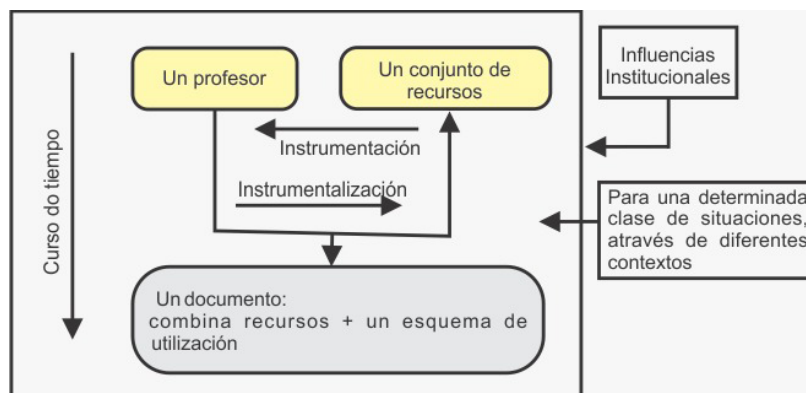 Un profesor
Un conjunto de
recursos
Influencias
Institucionales
Instrumentación
Instrumentalización
Curso do tiempo
Para una determinada
clase de situaciones,
através de diferentes
contextos
Un documento:
combina recursos + un esquema de
utilización